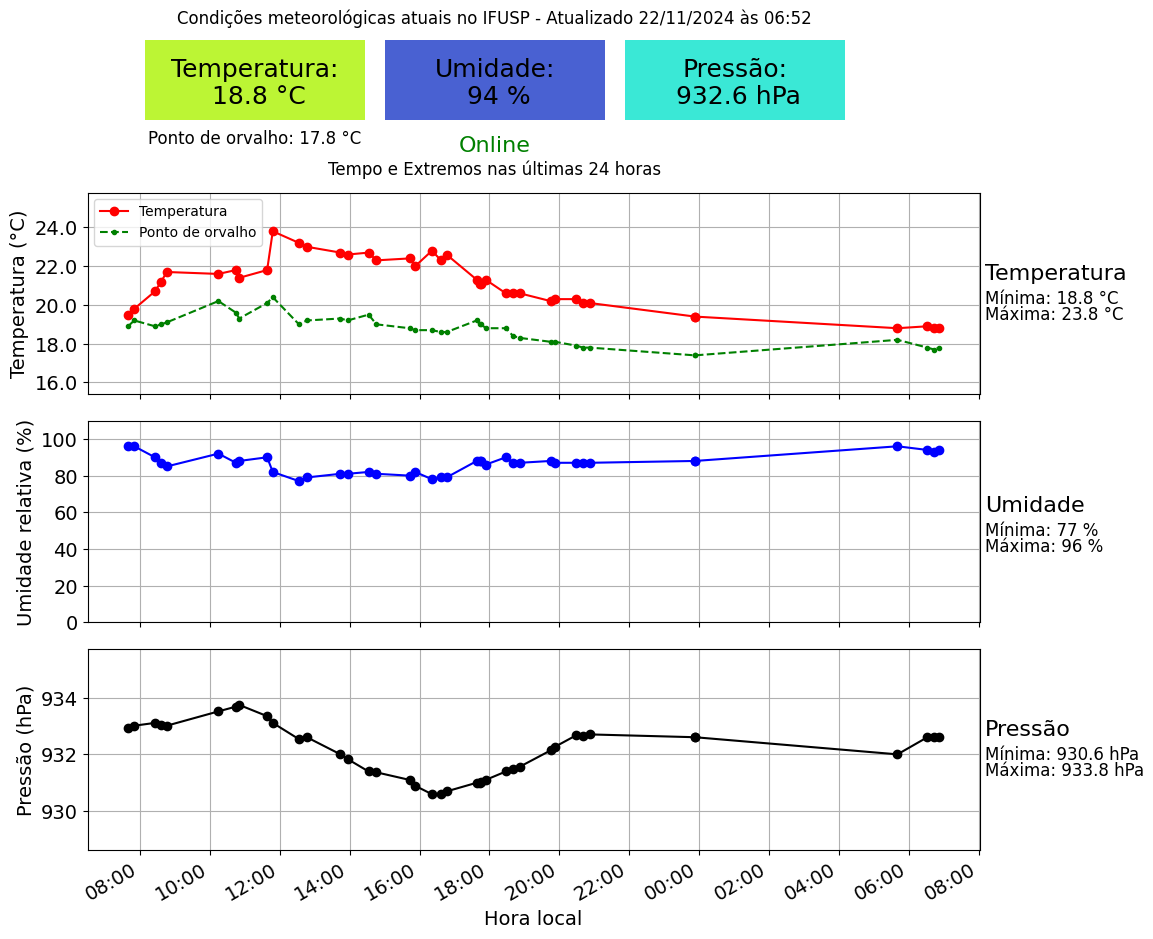 Condições meteorológicas atuais no IFUSP - Atualizado 22/11/2024 às 06:52
Temperatura:
18.8 °C
Umidade:
94 %
Pressão:
932.6 hPa
Ponto de orvalho: 17.8 °C
Online
Tempo e Extremos nas últimas 24 horas
Temperatura (°C)
24.0
22.0
20.0
18.0
16.0
Temperatura
Ponto de orvalho
Temperatura
Mínima: 18.8 °C
Máxima: 23.8 °C
Umidade relativa (%)
100
80
60
40
20
0
Umidade
Mínima: 77 %
Máxima: 96 %
Pressão (hPa)
934
932
930
Pressão
Mínima: 930.6 hPa
Máxima: 933.8 hPa
08:00 10:00 12:00 14:00 16:00 18:00 20:00 22:00 00:00 02:00 04:00 06:00 08:00
Hora local